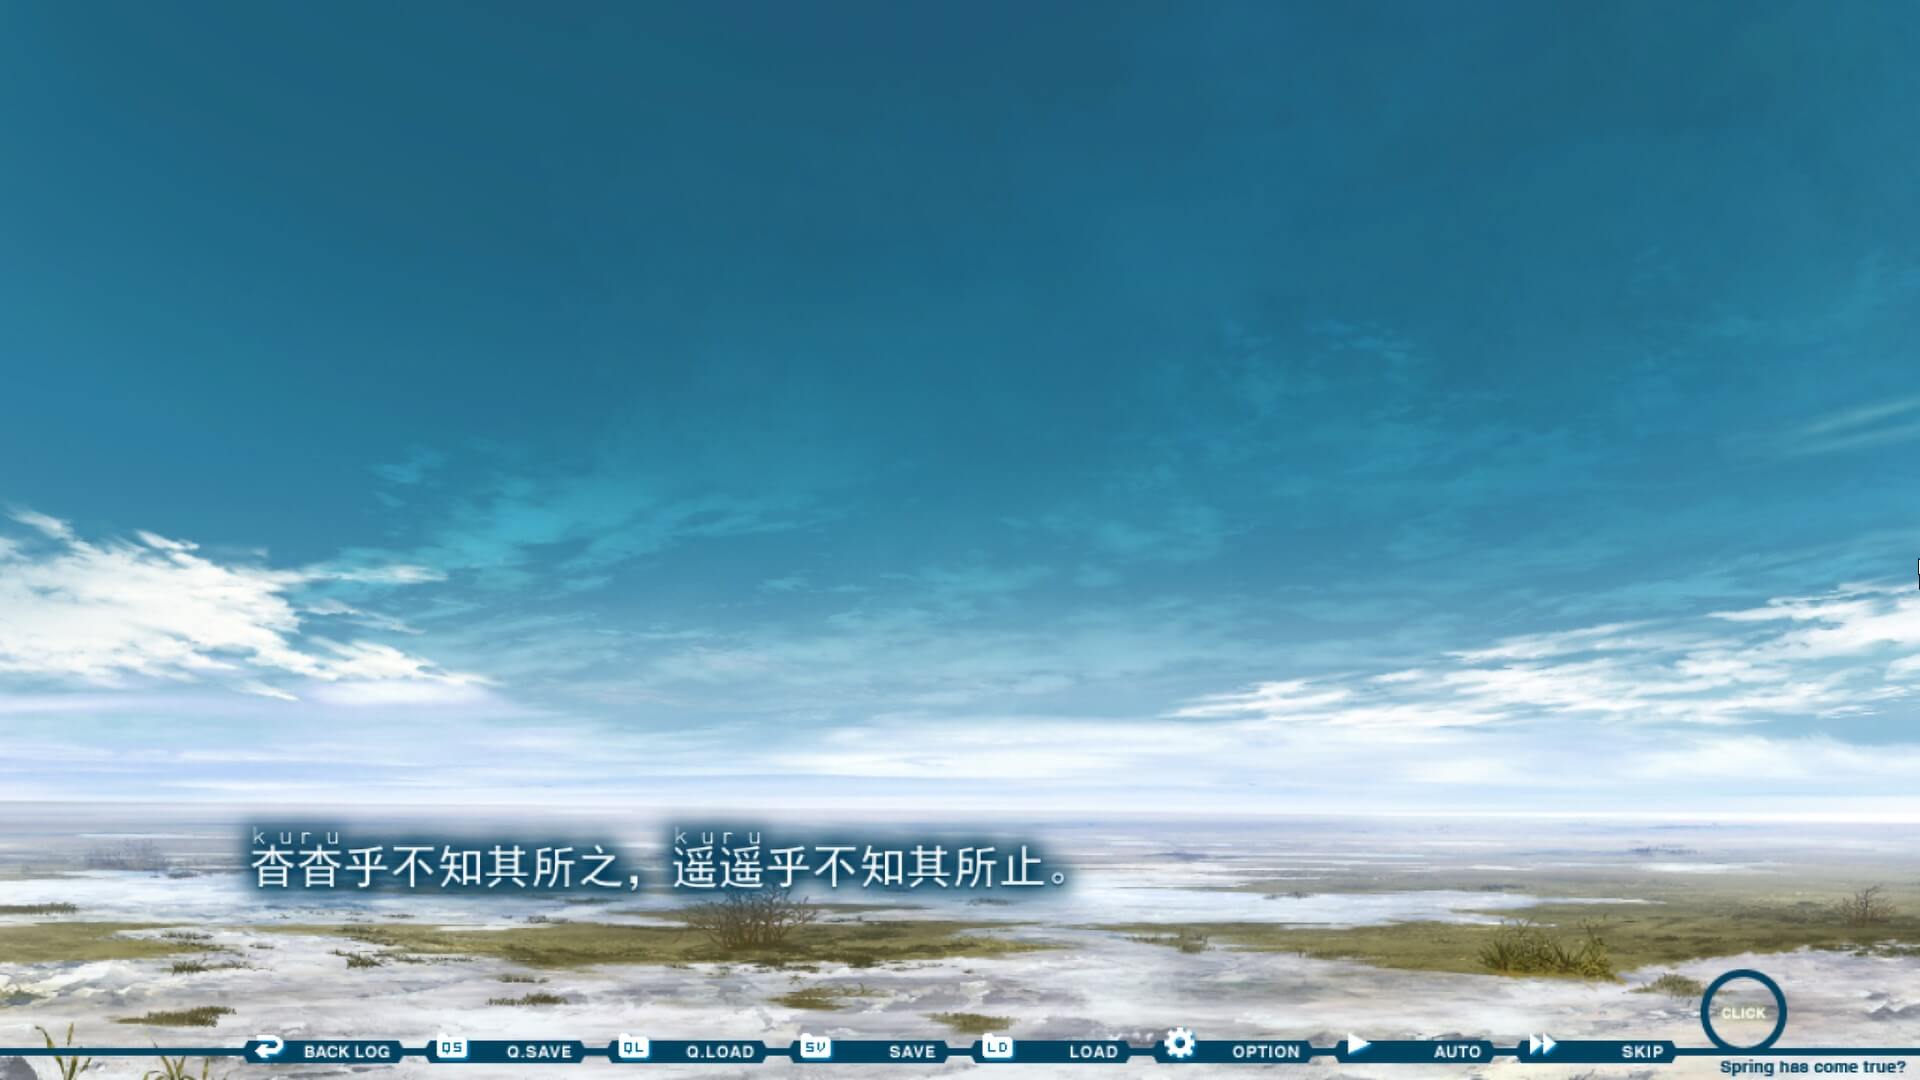 kuru kuru
杳杳乎不知其所之，遥遥乎不知其所止。
QS QL SV LD
BACK LOG Q.SAVE Q.LOAD SAVE LOAD OPTION AUTO SKIP
CLICK
Spring has come true?